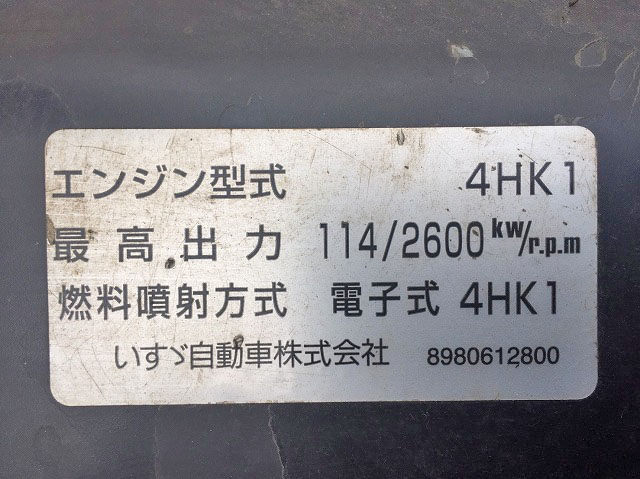 エンジン型式 4HK1
最高出力 114/2600 kW/r.p.m
燃料噴射方式 電子式 4HK1
いすゞ自動車株式会社 8980612800